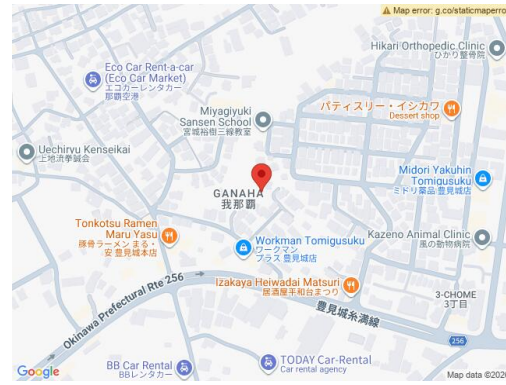 Map error: g.co/staticmaperro
Hikari Orthopedic Clinic
ひかり整骨院
Eco Car Rent-a-car
(Eco Car Market)
エコカーレンタカー
那覇空港
パティスリー・イシカワ
Dessert shop
Miyagiyuki
Sansen School
宮城裕樹三線教室
Uechiryu Kenseikai
上地流拳誠会
Midori Yakuhin
Tomigusuku
ミドリ薬品 豊見城店
GANAHA
我那覇
Tonkotsu Ramen
Maru Yasu
豚骨ラーメン まる・
安 豊見城本店
Workman Tomigusuku
ワークマン
プラス 豊見城店
Kazeno Animal Clinic
風の動物病院
Izakaya Heiwadai Matsuri
居酒屋平和台まつり
Okinawa Prefectural Rte 256
3-CHOME
3丁目
豊見城糸満線
256
BB Car Rental
BBレンタカー
TODAY Car-Rental
Car rental agency
Google
Map data ©2026